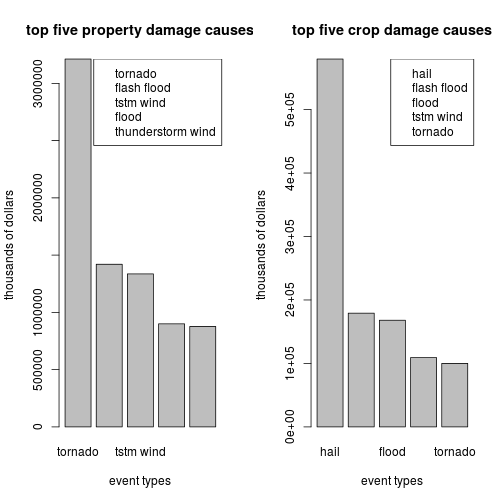 top five property damage causes
thousands of dollars
0
500000
1000000
2000000
3000000
tornado
flash flood
tstm wind
flood
thunderstorm wind
tornado
tstm wind
event types
top five crop damage causes
thousands of dollars
0e+00
1e+05
2e+05
3e+05
4e+05
5e+05
hail
flash flood
flood
tstm wind
tornado
hail
flood
tornado
event types